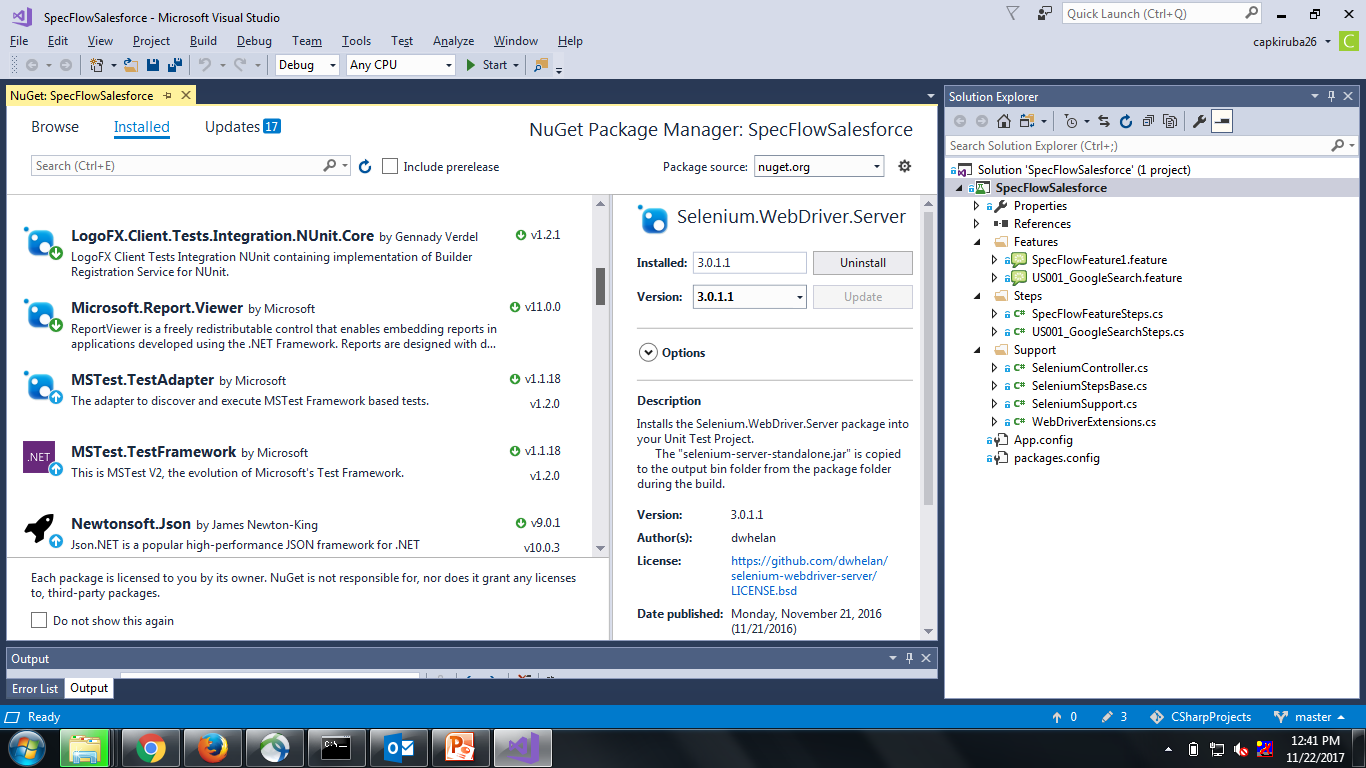 SpecFlowSalesforce - Microsoft Visual Studio
Quick Launch (Ctrl+Q)
File Edit View Project Build Debug Team Tools Test Analyze Window Help
capkiruba26 C
Debug Any CPU Start
NuGet: SpecFlowSalesforce
Browse Installed Updates 17
NuGet Package Manager: SpecFlowSalesforce
Search (Ctrl+E)
Include prerelease
Package source: nuget.org
LogoFX.Client.Tests.Integration.NUnit.Core by Gennady Verdel v1.2.1
LogoFX Client Tests Integration NUnit containing implementation of Builder
Registration Service for NUnit.
Microsoft.Report.Viewer by Microsoft v11.0.0
ReportViewer is a freely redistributable control that enables embedding reports in
applications developed using the .NET Framework. Reports are designed with d...
MSTest.TestAdapter by Microsoft v1.1.18
The adapter to discover and execute MSTest Framework based tests. v1.2.0
.NET
MSTest.TestFramework by Microsoft v1.1.18
This is MSTest V2, the evolution of Microsoft's Test Framework. v1.2.0
Newtonsoft.Json by James Newton-King v9.0.1
Json.NET is a popular high-performance JSON framework for .NET v10.0.3
Each package is licensed to you by its owner. NuGet is not responsible for, nor does it grant any licenses
to, third-party packages.
Do not show this again
Selenium.WebDriver.Server
Installed: 3.0.1.1 Uninstall
Version: 3.0.1.1 Update
Options
Description
Installs the Selenium.WebDriver.Server package into
your Unit Test Project.
The "selenium-server-standalone.jar" is copied
to the output bin folder from the package folder
during the build.
Version: 3.0.1.1
Author(s): dwhelan
License: https://github.com/dwhelan/
selenium-webdriver-server/
LICENSE.bsd
Date published: Monday, November 21, 2016
(11/21/2016)
Solution Explorer
Search Solution Explorer (Ctrl+;)
Solution 'SpecFlowSalesforce' (1 project)
SpecFlowSalesforce
Properties
References
Features
SpecFlowFeature1.feature
US001_GoogleSearch.feature
Steps
C# SpecFlowFeatureSteps.cs
C# US001_GoogleSearchSteps.cs
Support
C# SeleniumController.cs
C# SeleniumStepsBase.cs
C# SeleniumSupport.cs
C# WebDriverExtensions.cs
App.config
packages.config
Output
Error List Output
Ready
0 3 CSharpProjects master
12:41 PM
11/22/2017